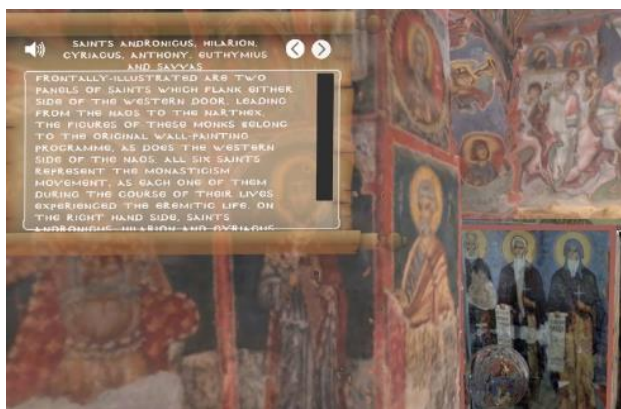 SAINTS ANDRONICUS, HILARION,
CYRIACUS, ANTHONY, EUTHYMIUS
AND SAVVAS
FRONTALLY-ILLUSTRATED ARE TWO
PANELS OF SAINTS WHICH FLANK EITHER
SIDE OF THE WESTERN DOOR, LEADING
FROM THE NAOS TO THE NARTHEX.
THE FIGURES OF THESE MONKS BELONG
TO THE ORIGINAL WALL-PAINTING
PROGRAMME, AS DOES THE WESTERN
SIDE OF THE NAOS. ALL SIX SAINTS
REPRESENT THE MONASTICISM
MOVEMENT, AS EACH ONE OF THEM
DURING THE COURSE OF THEIR LIVES
EXPERIENCED THE EREMITIC LIFE. ON
THE RIGHT HAND SIDE, SAINTS
ANDRONICUS, HILARION AND CYRIACUS